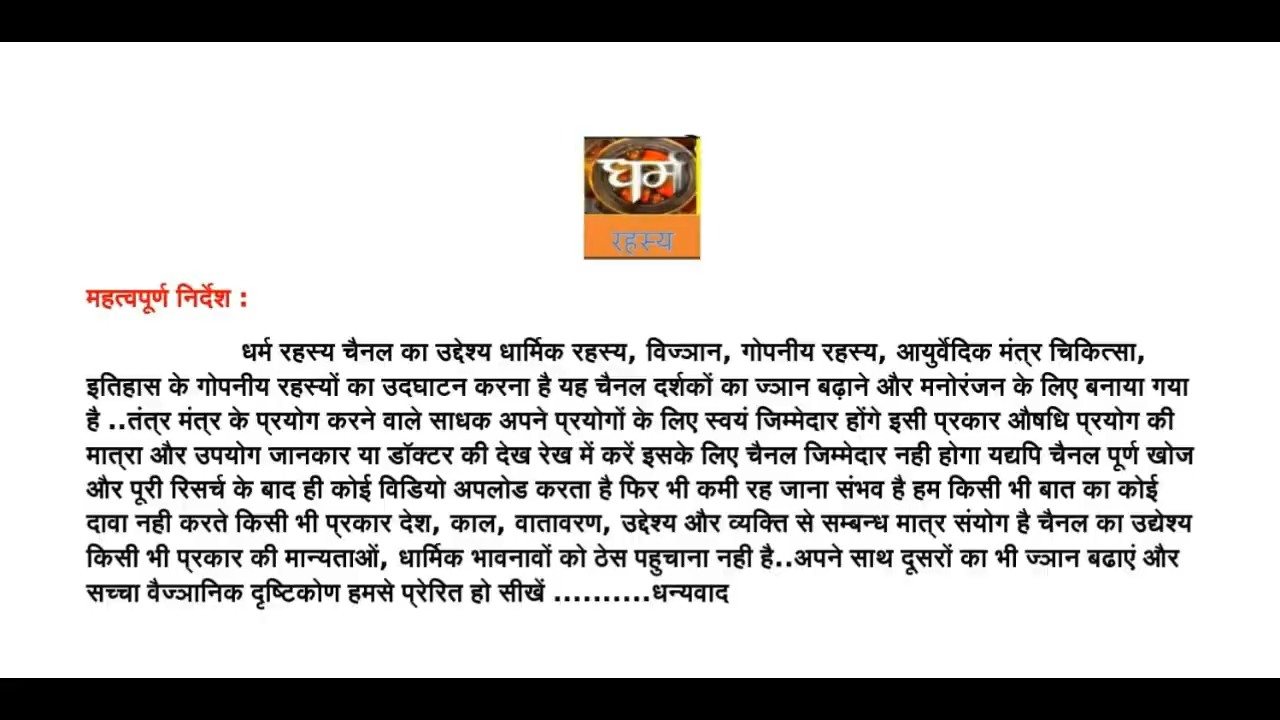 धर्म
रहस्य
महत्वपूर्ण निर्देश :
धर्म रहस्य चैनल का उद्देश्य धार्मिक रहस्य, विज्ञान, गोपनीय रहस्य, आयुर्वेदिक मंत्र चिकित्सा,
इतिहास के गोपनीय रहस्यों का उदघाटन करना है यह चैनल दर्शकों का ज्ञान बढ़ाने और मनोरंजन के लिए बनाया गया
है ..तंत्र मंत्र के प्रयोग करने वाले साधक अपने प्रयोगों के लिए स्वयं जिम्मेदार होंगे इसी प्रकार औषधि प्रयोग की
मात्रा और उपयोग जानकार या डॉक्टर की देख रेख में करें इसके लिए चैनल जिम्मेदार नही होगा यद्यपि चैनल पूर्ण खोज
और पूरी रिसर्च के बाद ही कोई विडियो अपलोड करता है फिर भी कमी रह जाना संभव है हम किसी भी बात का कोई
दावा नही करते किसी भी प्रकार देश, काल, वातावरण, उद्देश्य और व्यक्ति से सम्बन्ध मात्र संयोग है चैनल का उद्येश्य
किसी भी प्रकार की मान्यताओं, धार्मिक भावनावों को ठेस पहुचाना नही है..अपने साथ दूसरों का भी ज्ञान बढाएं और
सच्चा वैज्ञानिक दृष्टिकोण हमसे प्रेरित हो सीखें ..........धन्यवाद